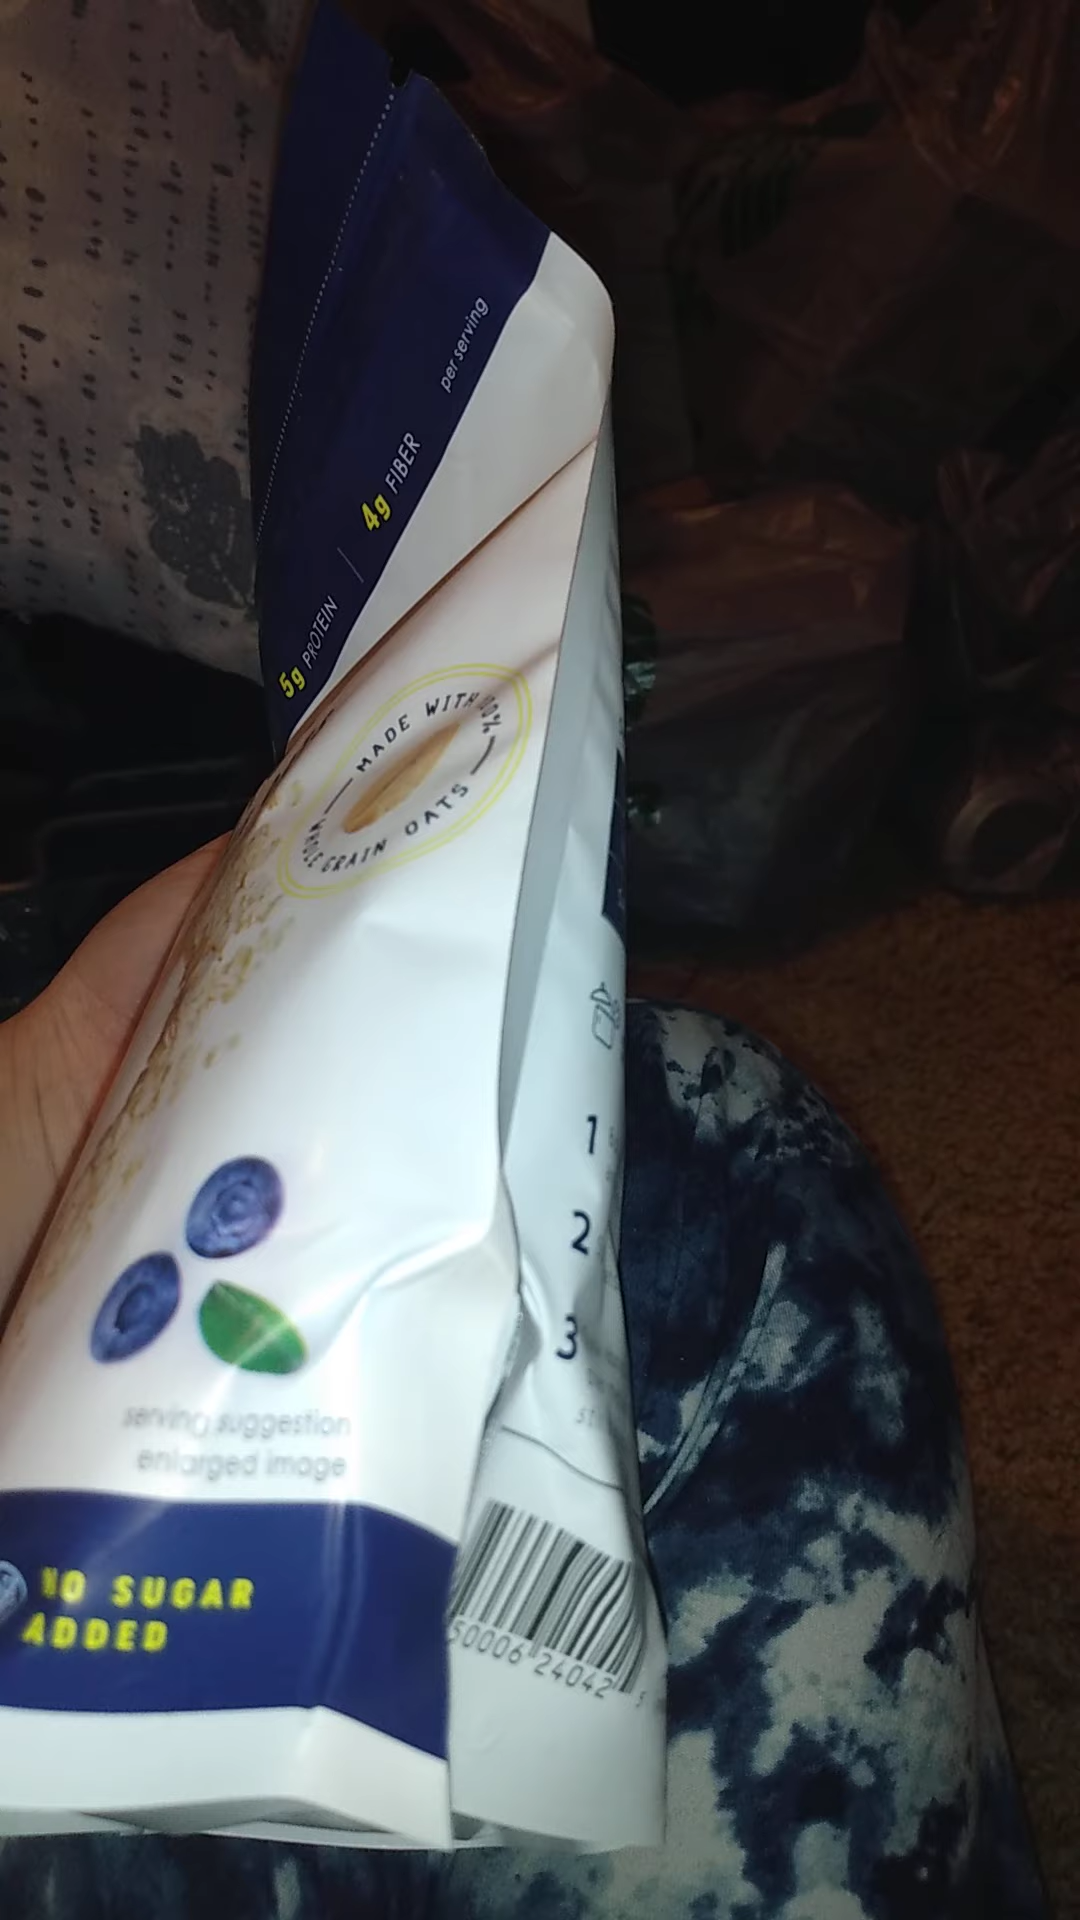 5g PROTEIN | 4g FIBER
per serving
MADE WITH 100%
WHOLE GRAIN OATS
1
2
3
serving suggestion
enlarged image
NO SUGAR
ADDED
50006 24042 5